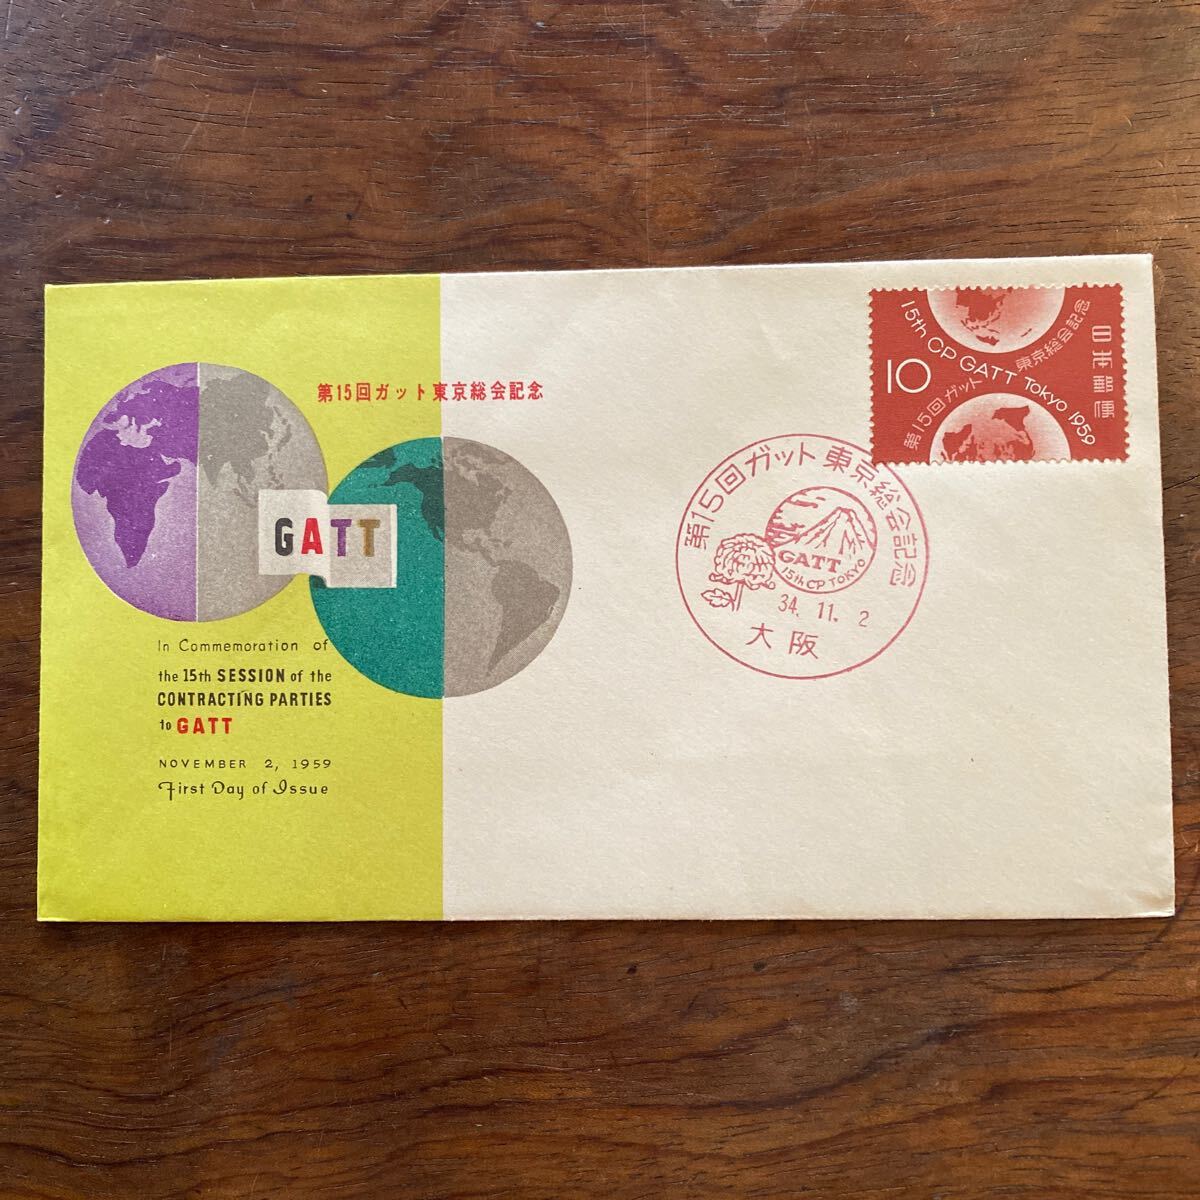 第15回ガット東京総会記念
GATT
In Commemoration of
the 15th SESSION of the
CONTRACTING PARTIES
to GATT
NOVEMBER 2, 1959
First Day of Issue
15th CP GATT Tokyo 1959
第15回ガット東京総会記念
10
日本郵便
第15回ガット東京総会記念
GATT
15th CP TOKYO
34. 11. 2
大阪